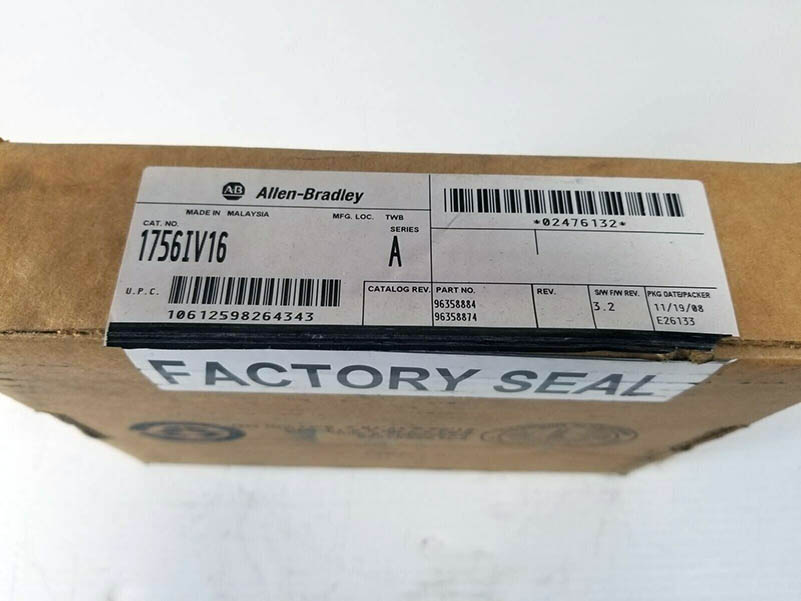 AB Allen-Bradley
MADE IN MALAYSIA MFG. LOC. TWB
CAT. NO. SERIES
1756IV16 A
U.P.C.
10612598264343
*02476132*
CATALOG REV. PART NO. REV. S/W F/W REV. PKG DATE/PACKER
96358884 3.2 11/19/08
96358874 E26133
FACTORY SEAL